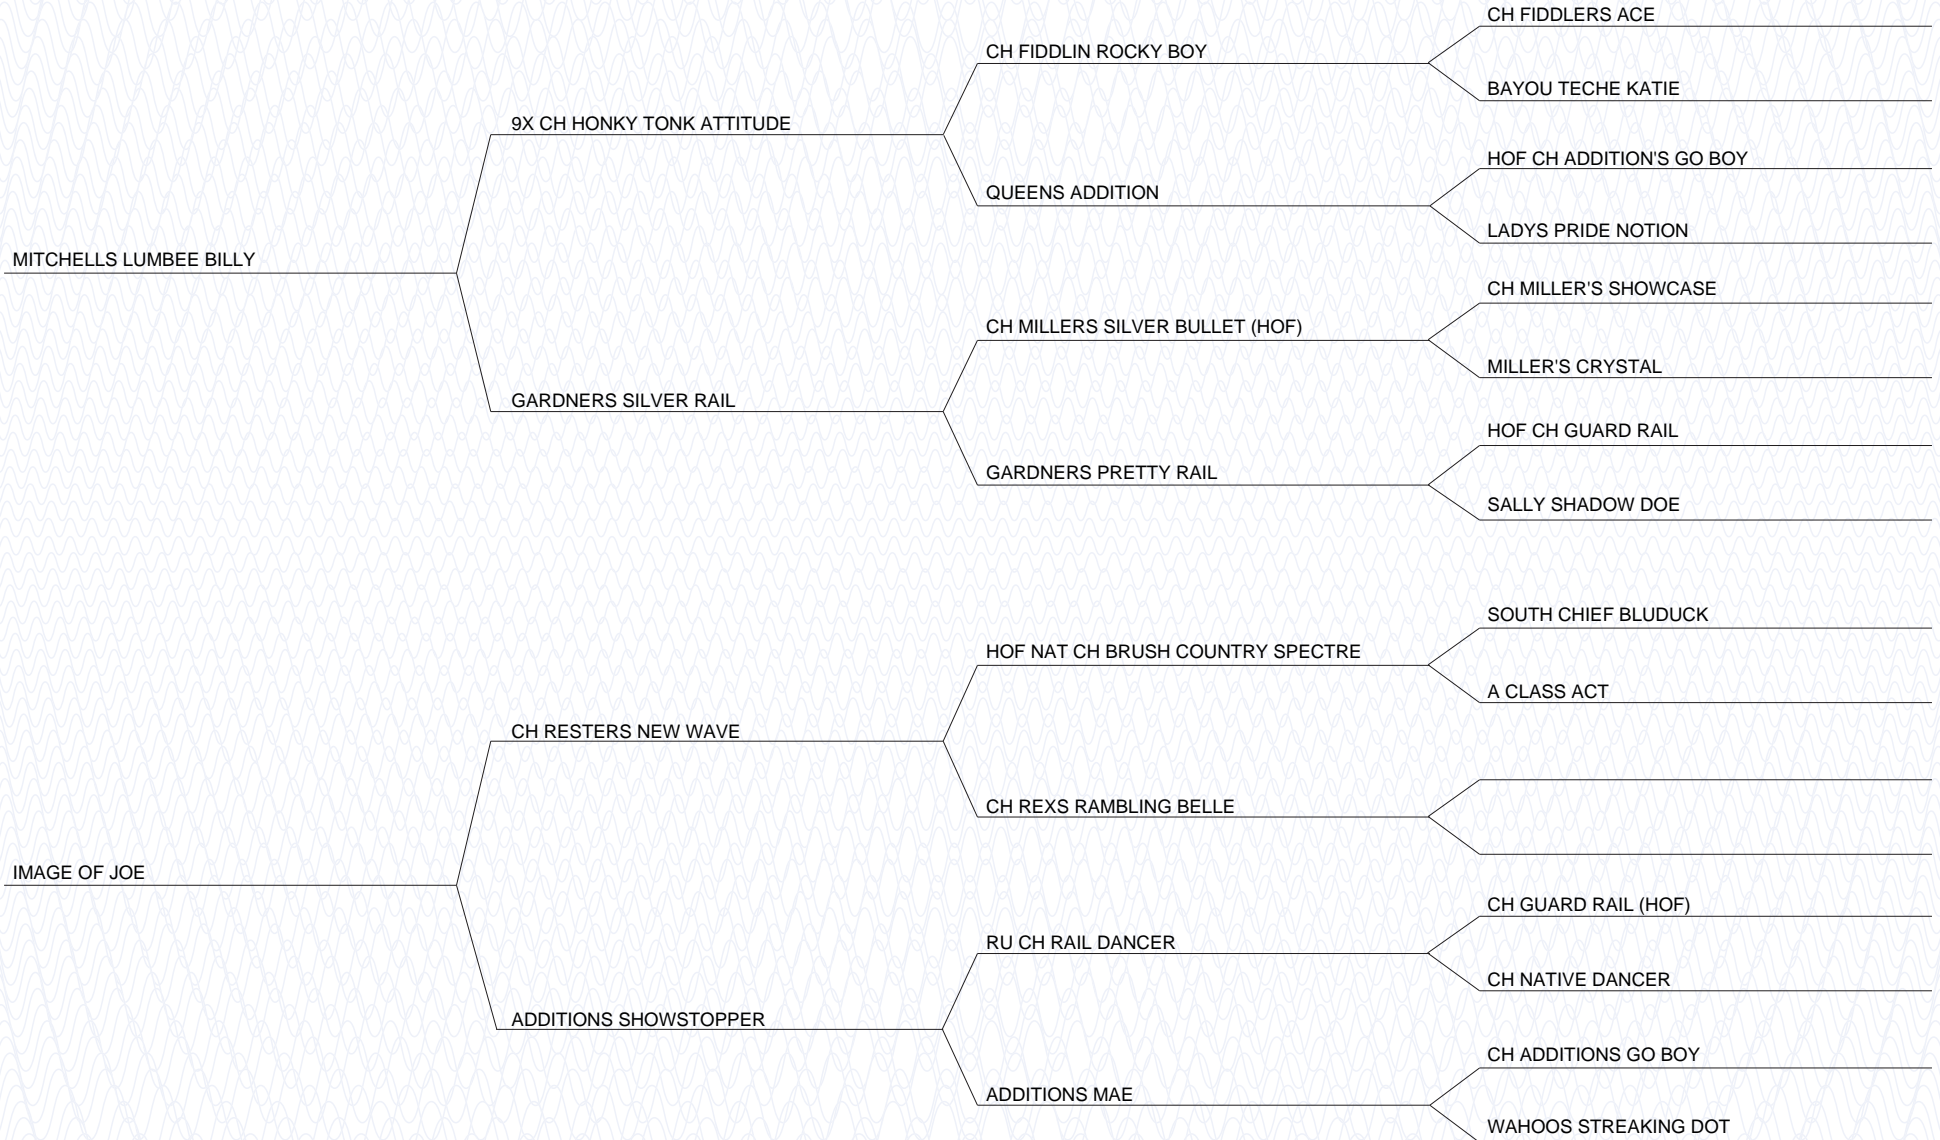 CH FIDDLERS ACE
CH FIDDLIN ROCKY BOY
BAYOU TECHE KATIE
9X CH HONKY TONK ATTITUDE
HOF CH ADDITION'S GO BOY
QUEENS ADDITION
LADYS PRIDE NOTION
MITCHELLS LUMBEE BILLY
CH MILLER'S SHOWCASE
CH MILLERS SILVER BULLET (HOF)
MILLER'S CRYSTAL
GARDNERS SILVER RAIL
HOF CH GUARD RAIL
GARDNERS PRETTY RAIL
SALLY SHADOW DOE
SOUTH CHIEF BLUDUCK
HOF NAT CH BRUSH COUNTRY SPECTRE
A CLASS ACT
CH RESTERS NEW WAVE
CH REXS RAMBLING BELLE
IMAGE OF JOE
CH GUARD RAIL (HOF)
RU CH RAIL DANCER
CH NATIVE DANCER
ADDITIONS SHOWSTOPPER
CH ADDITIONS GO BOY
ADDITIONS MAE
WAHOOS STREAKING DOT